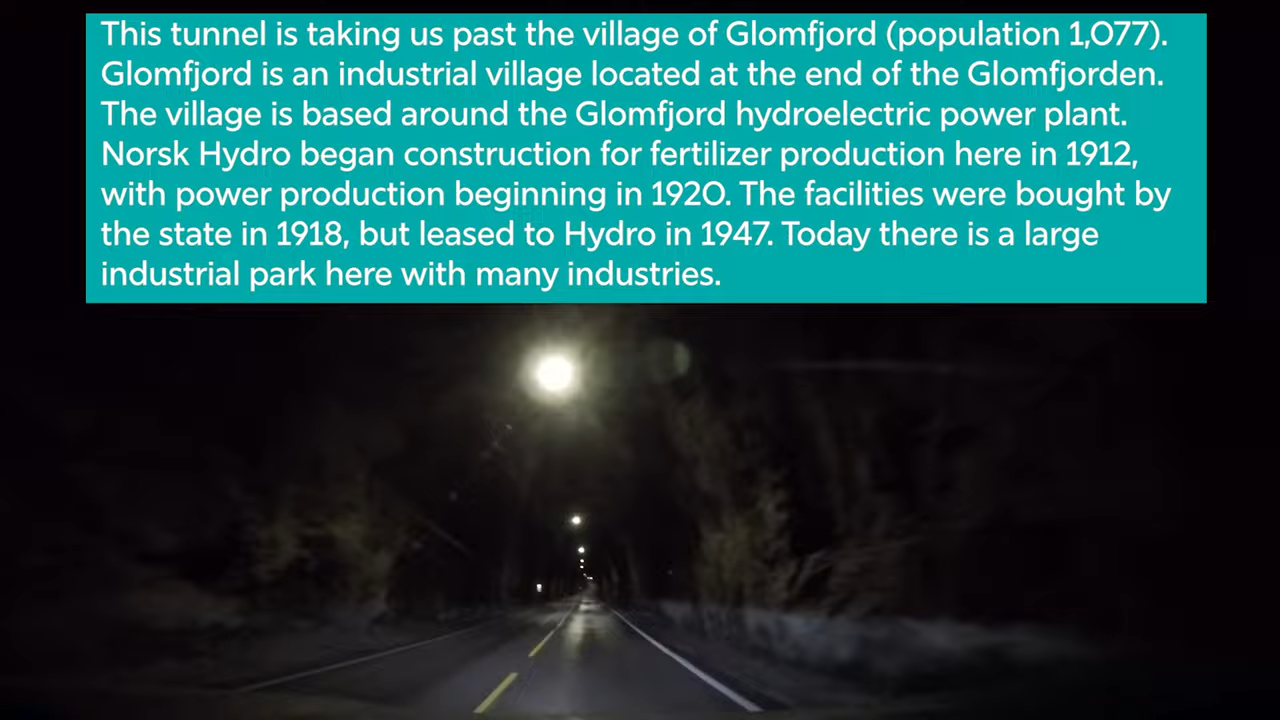 This tunnel is taking us past the village of Glomfjord (population 1,077).
Glomfjord is an industrial village located at the end of the Glomfjorden.
The village is based around the Glomfjord hydroelectric power plant.
Norsk Hydro began construction for fertilizer production here in 1912,
with power production beginning in 1920. The facilities were bought by
the state in 1918, but leased to Hydro in 1947. Today there is a large
industrial park here with many industries.